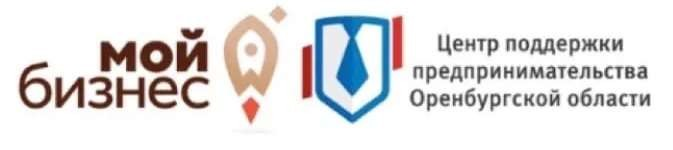 мой
бизнес
Центр поддержки
предпринимательства
Оренбургской области